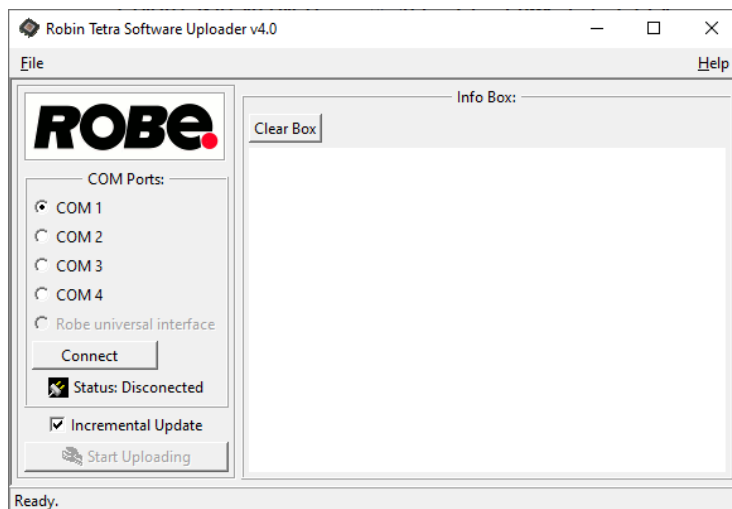 Robin Tetra Software Uploader v4.0
File
Help
ROBe.
COM Ports:
COM 1
COM 2
COM 3
COM 4
Robe universal interface
Connect
Status: Disconected
Incremental Update
Start Uploading
Info Box:
Clear Box
Ready.